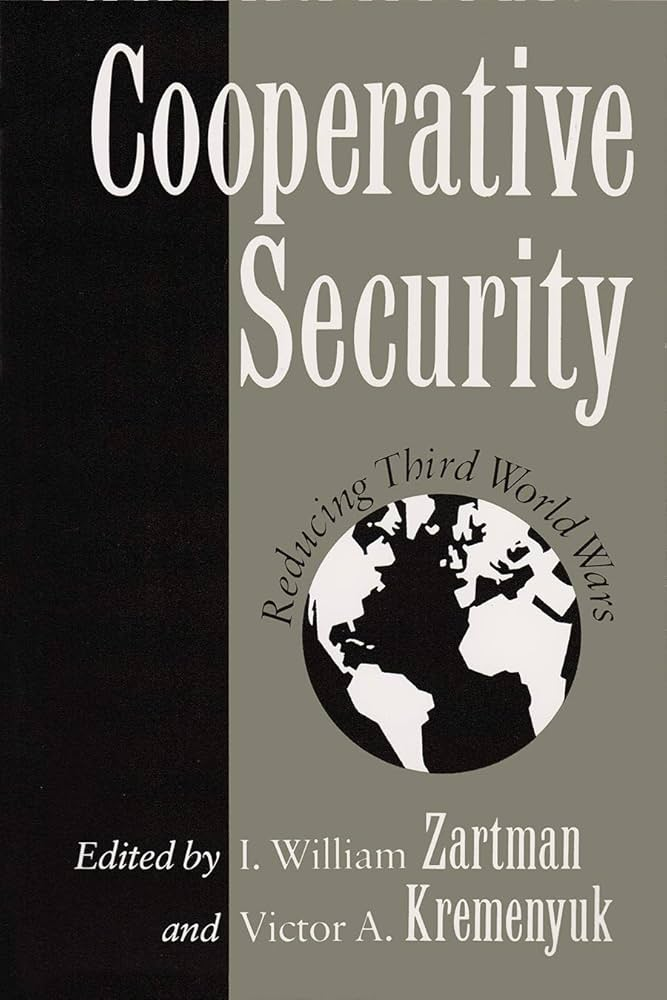 Cooperative
Security
Reducing Third World Wars
Edited by I. William Zartman
and Victor A. Kremenyuk